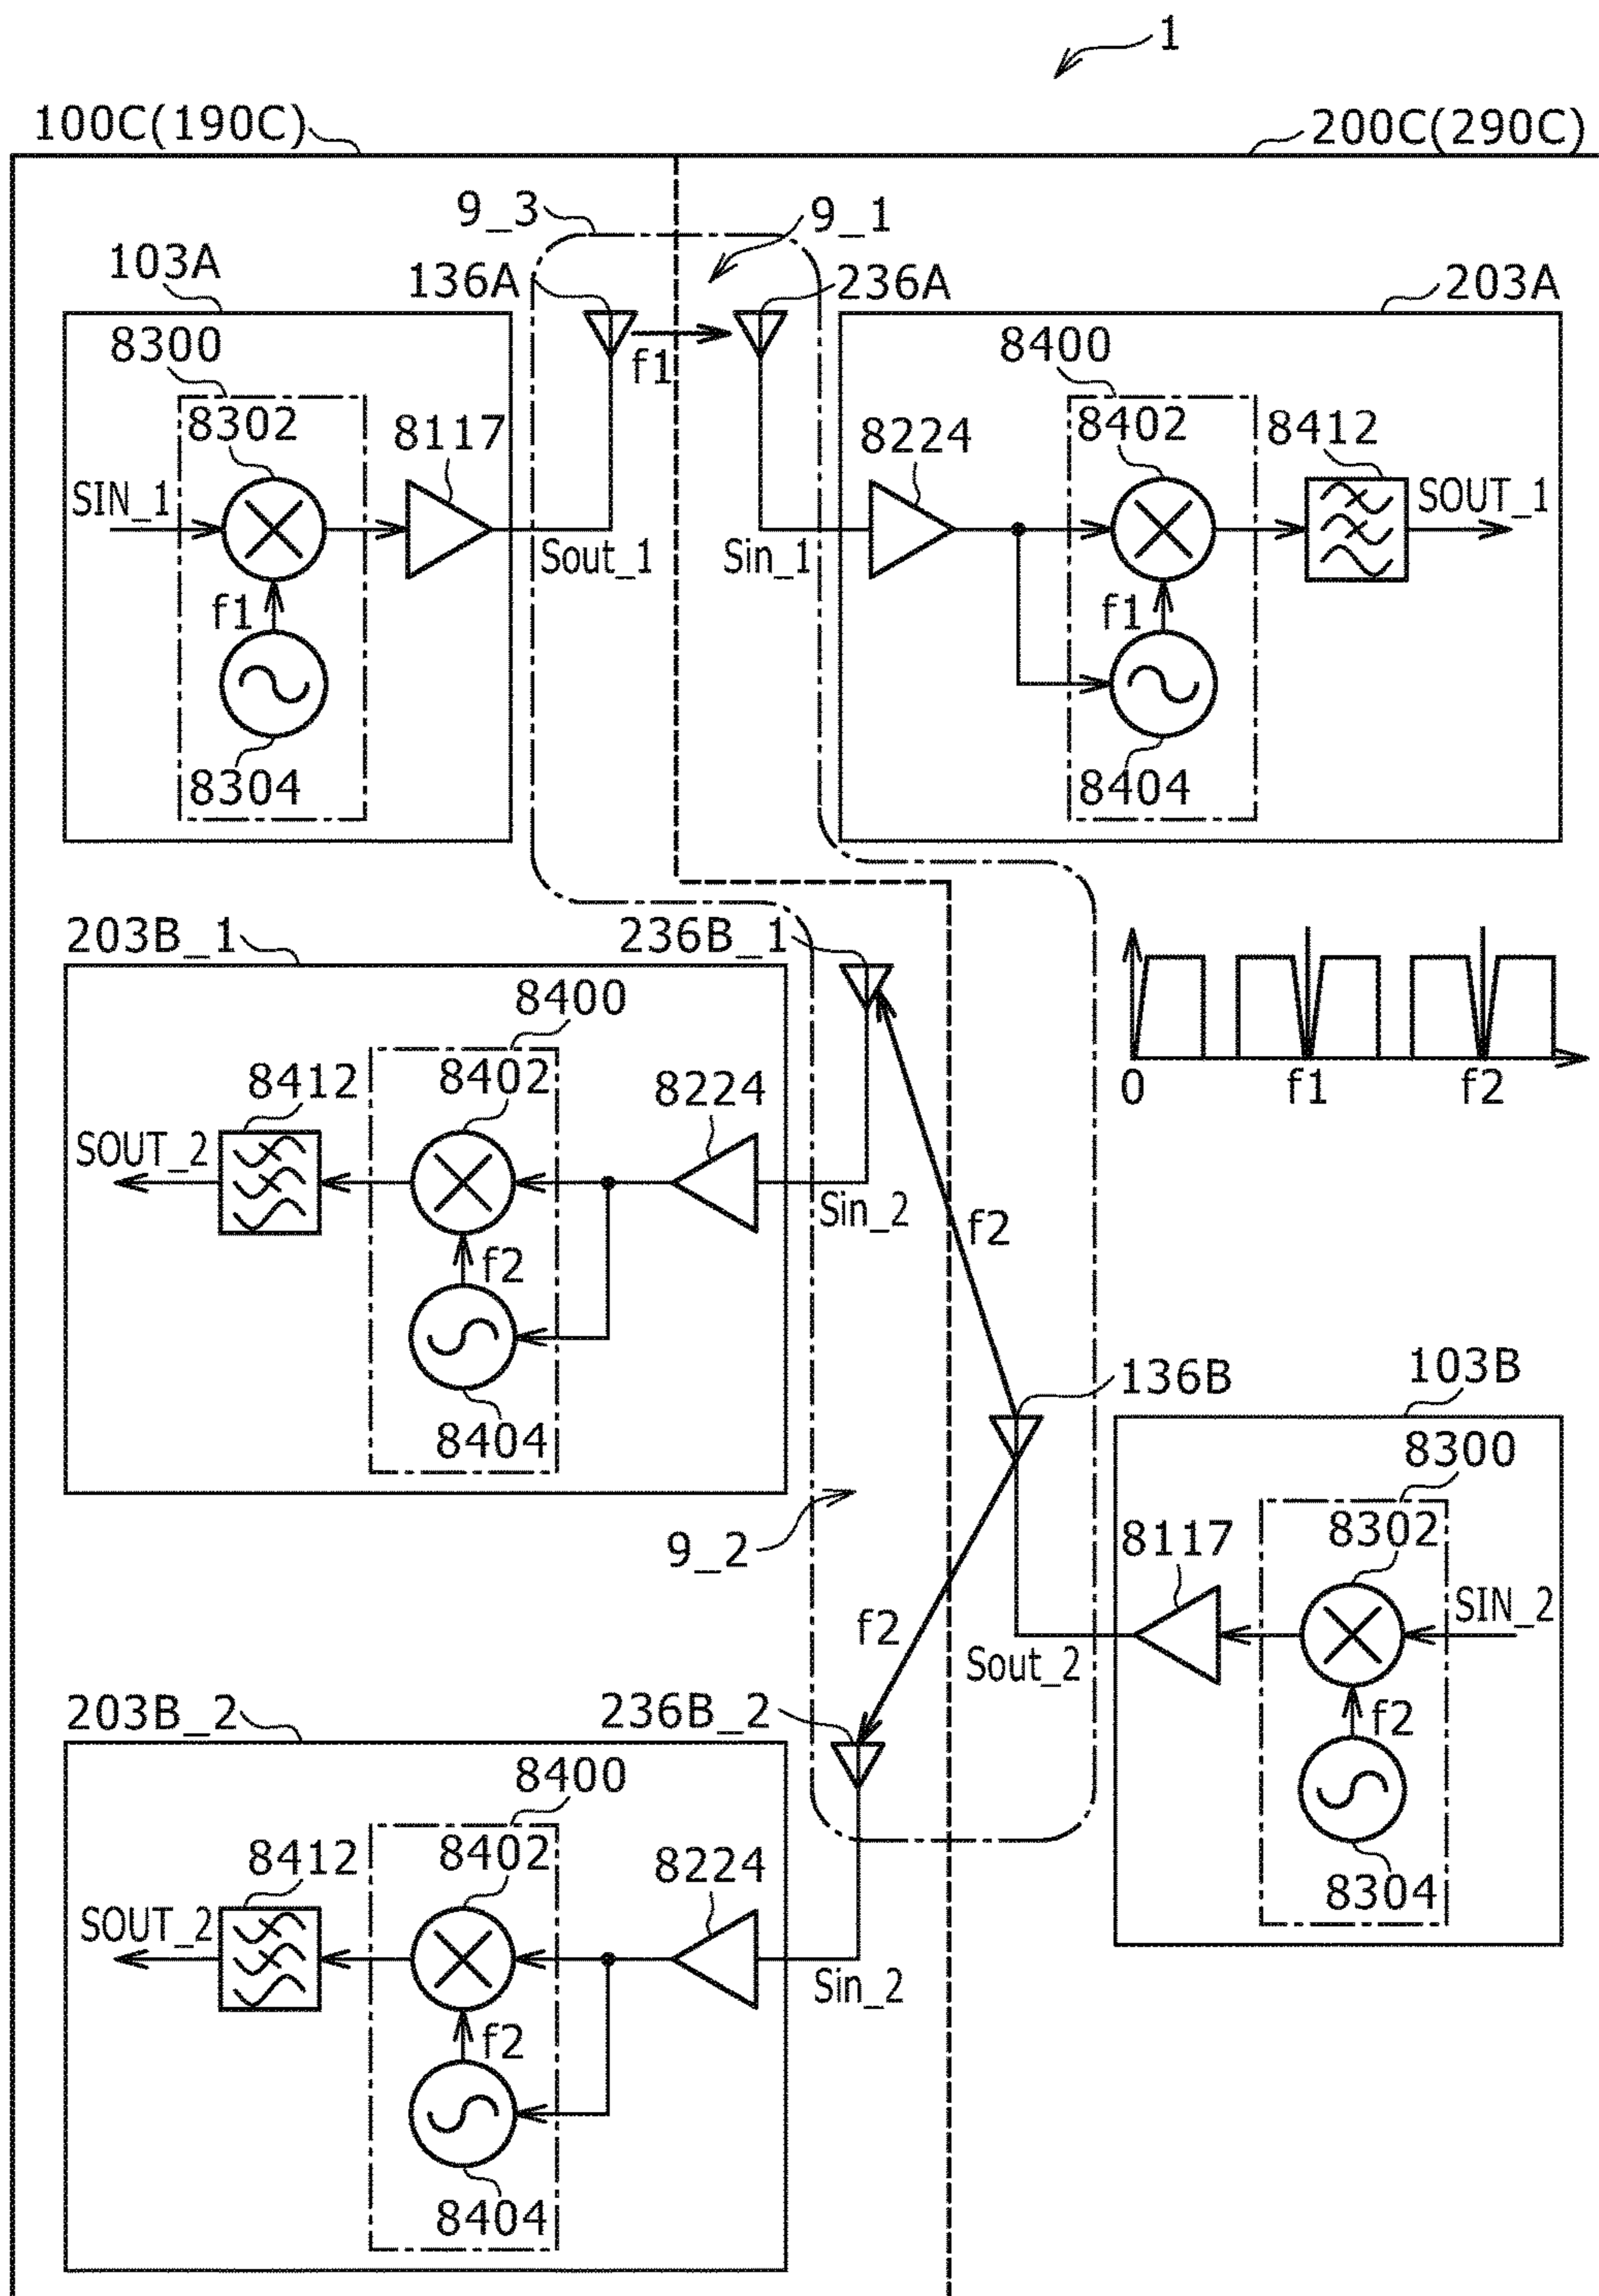 1
100C(190C)
200C(290C)
9_3
9_1
103A
136A
236A
203A
8300
8400
8302
8117
8224
8402
8412
SIN_1
SOUT_1
Sout_1
Sin_1
f1
f1
f1
8304
8404
203B_1
236B_1
8400
8402
8412
8224
SOUT_2
Sin_2
f2
f2
8404
0
f1
f2
136B
103B
8300
8302
8117
9_2
SIN_2
f2
Sout_2
f2
8304
203B_2
236B_2
8400
8402
8412
8224
SOUT_2
Sin_2
f2
8404